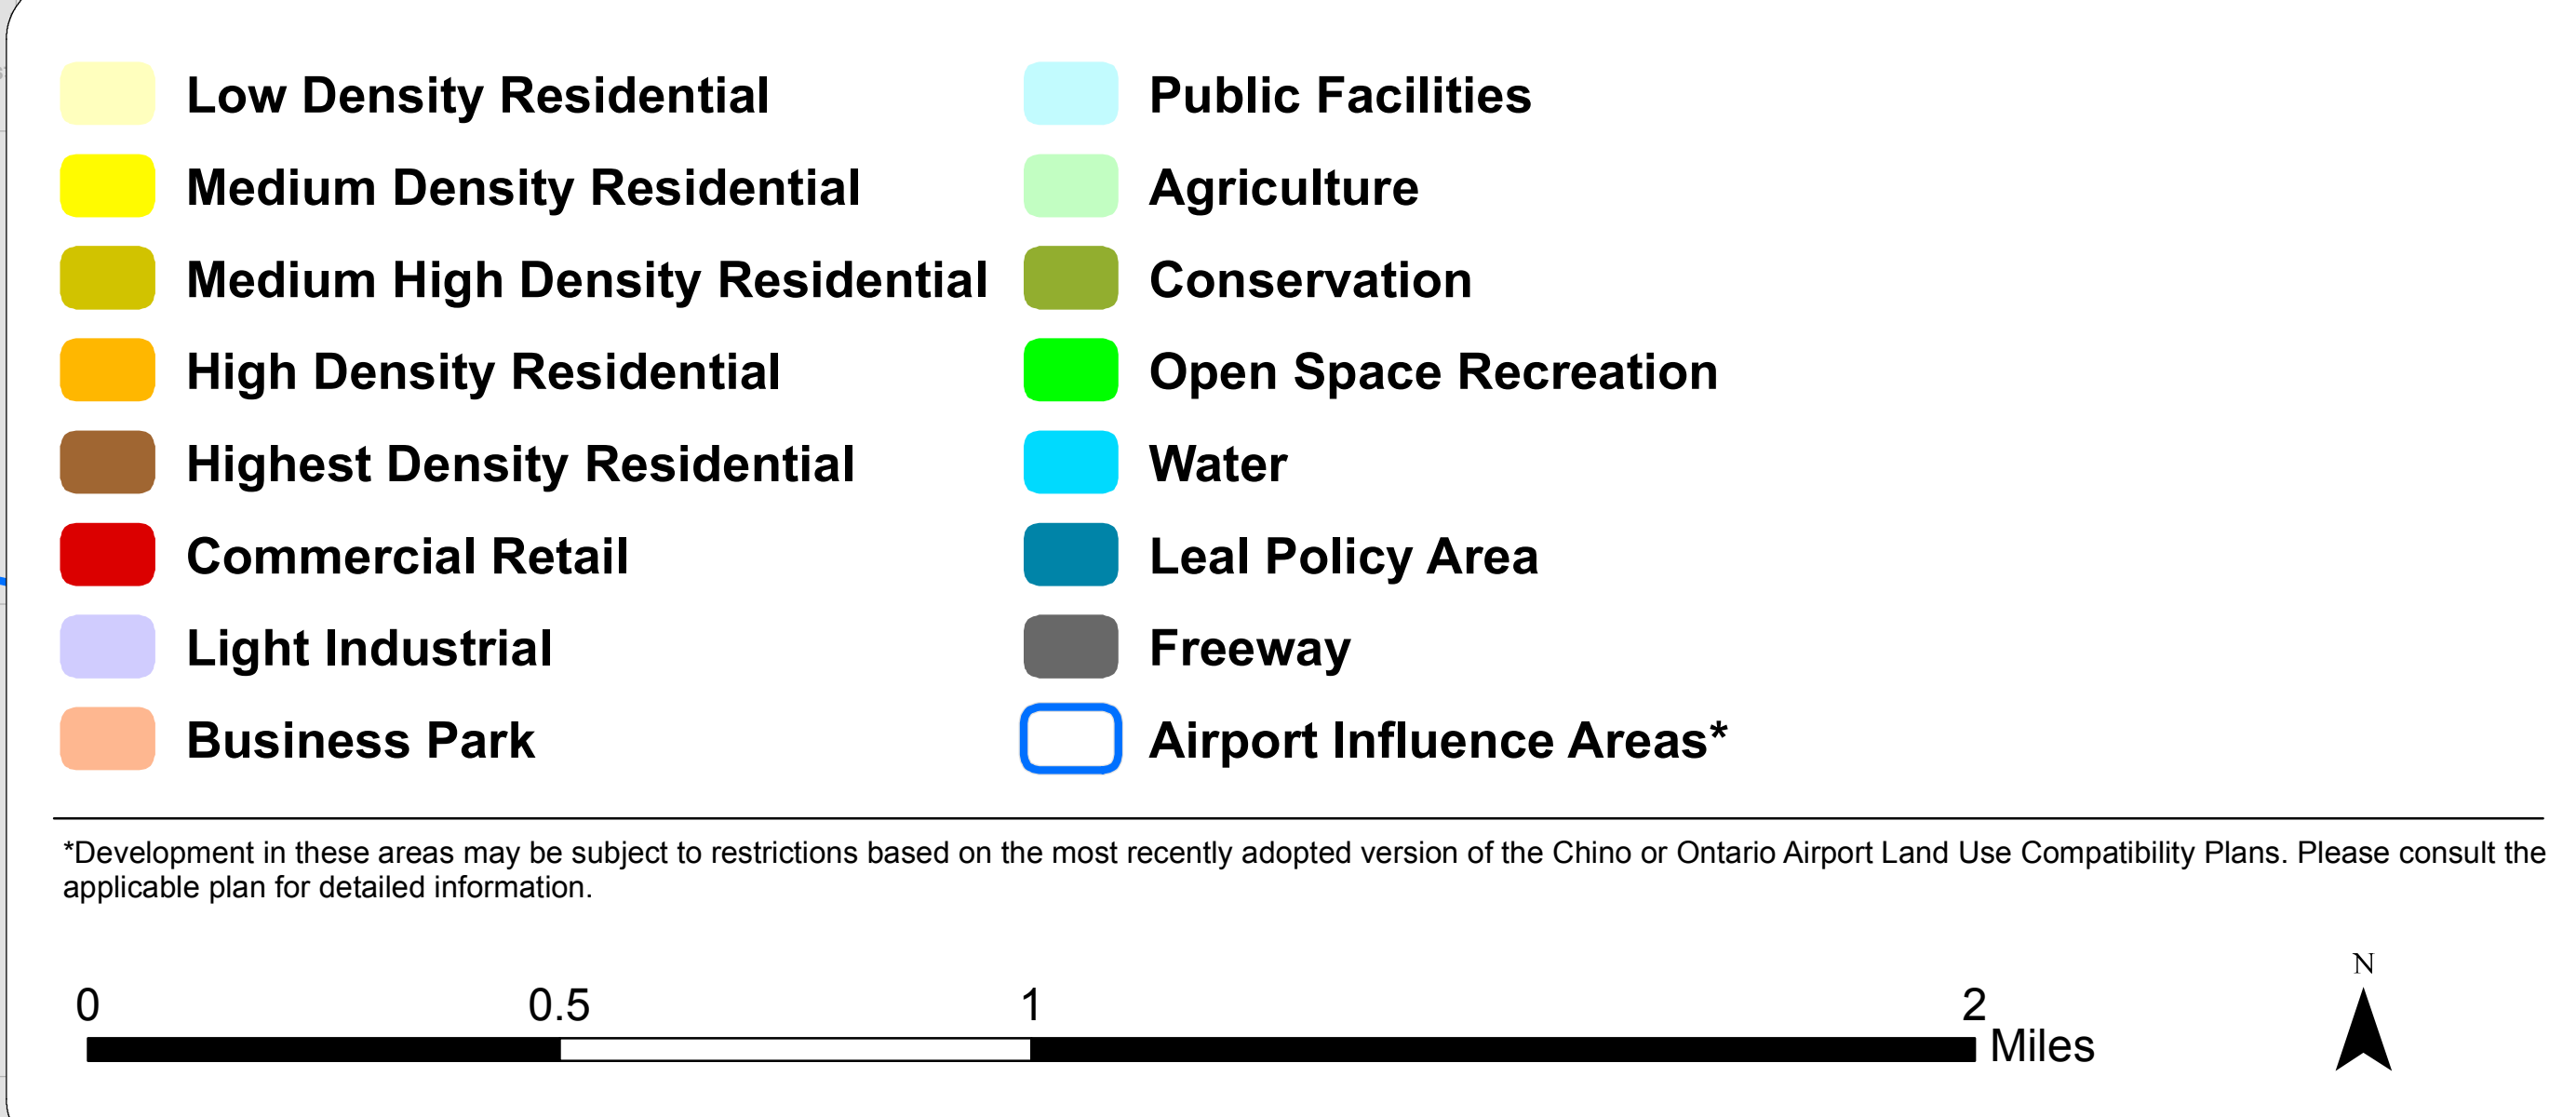 Low Density Residential
Medium Density Residential
Medium High Density Residential
High Density Residential
Highest Density Residential
Commercial Retail
Light Industrial
Business Park
Public Facilities
Agriculture
Conservation
Open Space Recreation
Water
Leal Policy Area
Freeway
Airport Influence Areas*
*Development in these areas may be subject to restrictions based on the most recently adopted version of the Chino or Ontario Airport Land Use Compatibility Plans. Please consult the
applicable plan for detailed information.
0 0.5 1 2 Miles
N